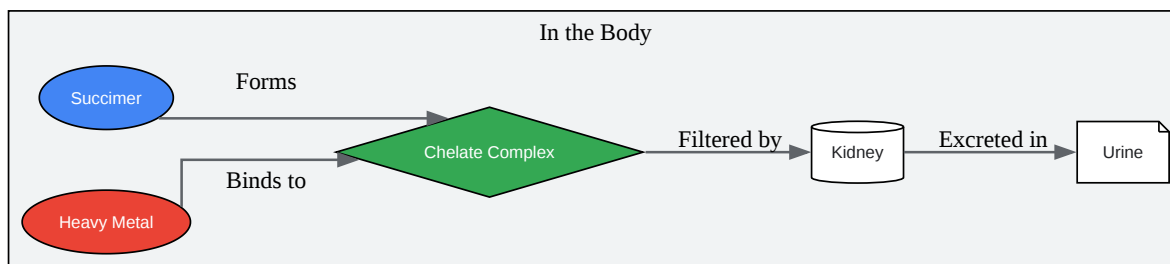 In the Body
Succimer
Forms
Chelate Complex
Filtered by
Kidney
Excreted in
Urine
Binds to
Heavy Metal